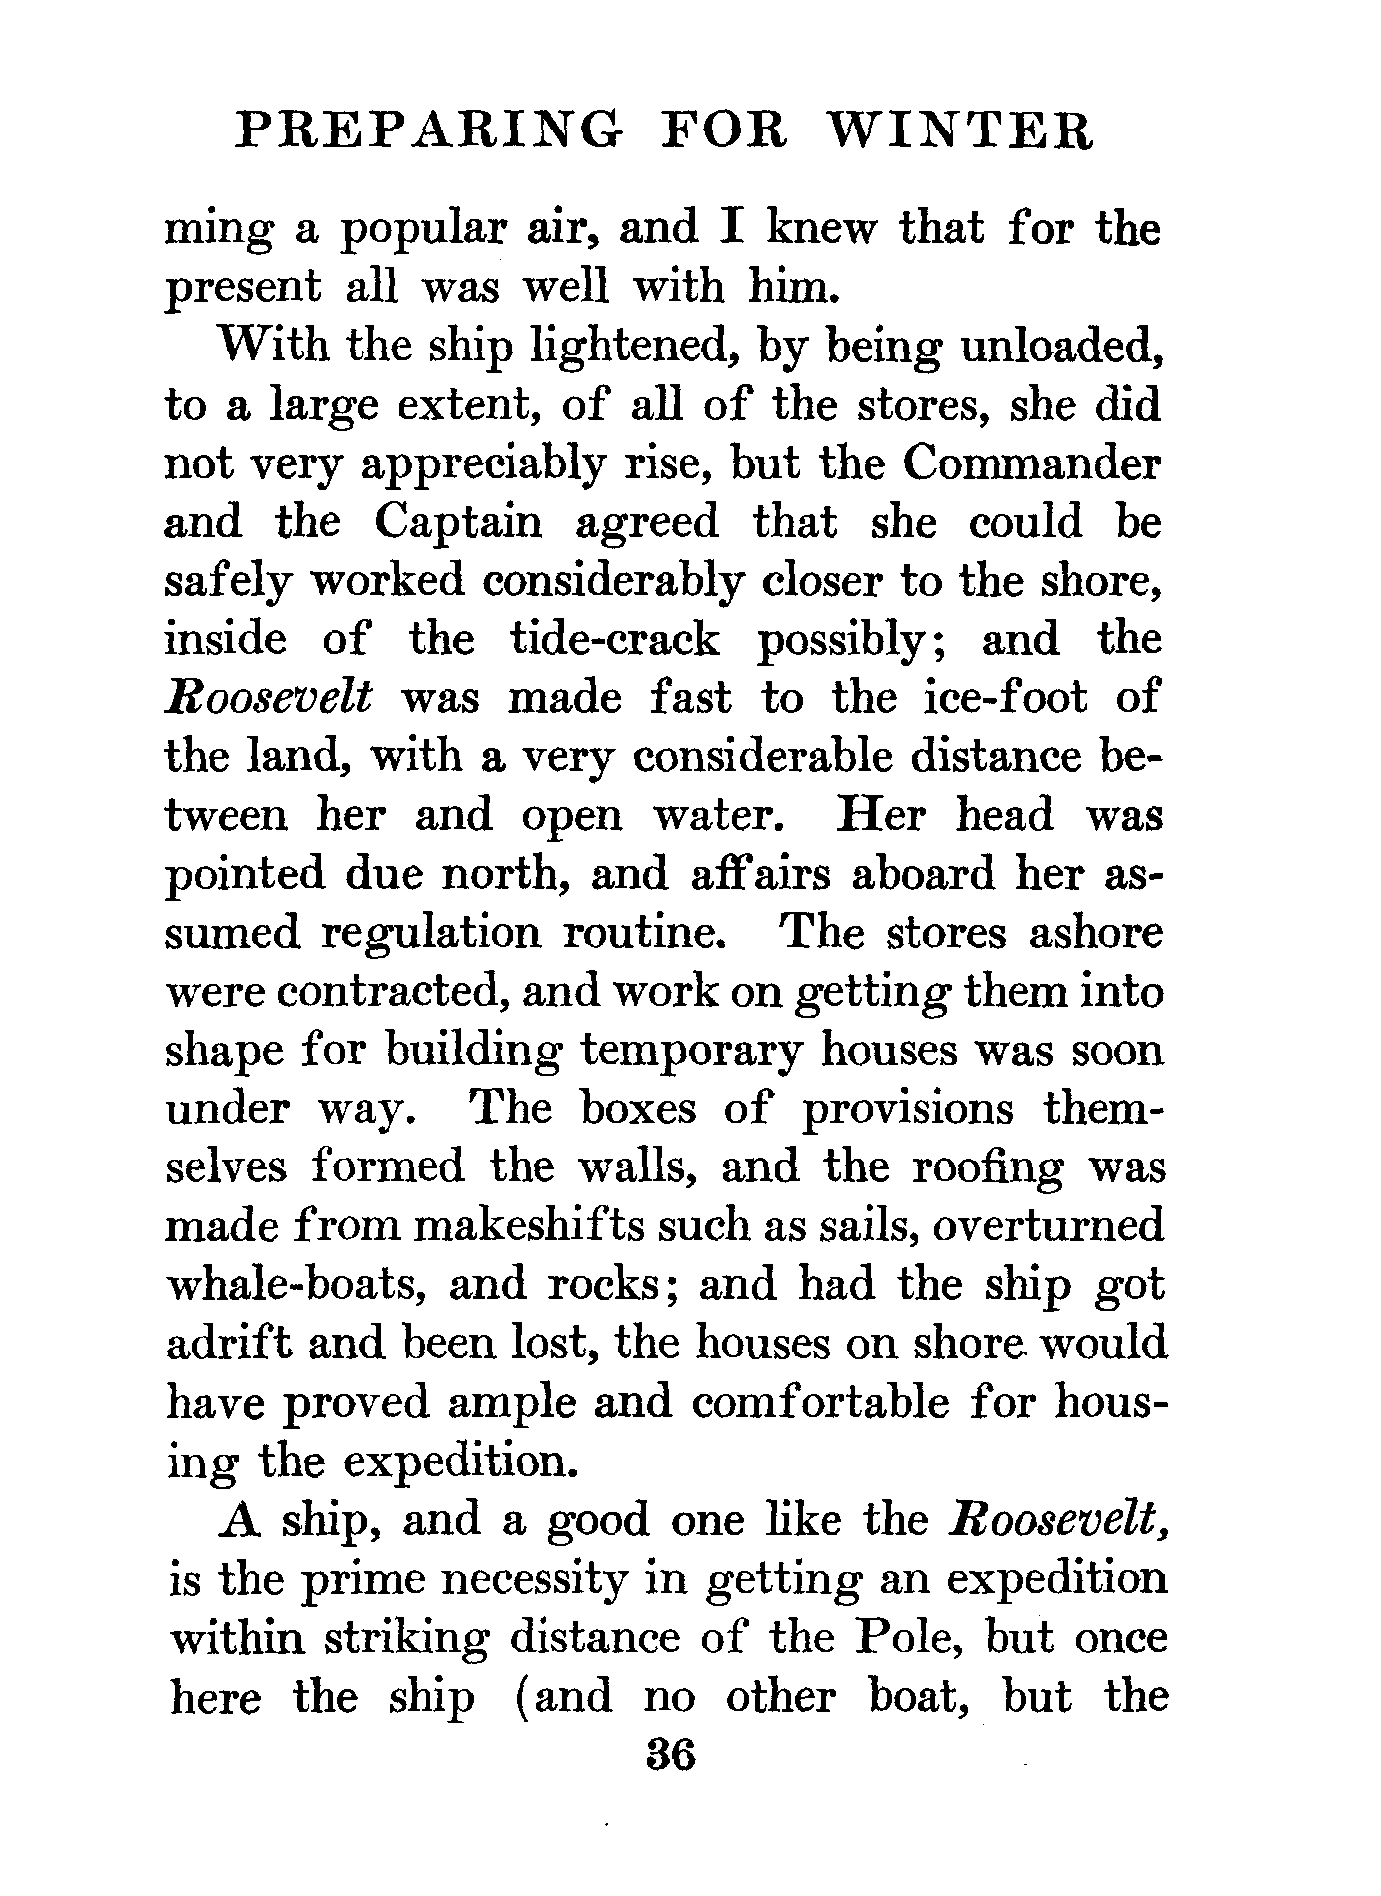 PREPARING FOR WINTER
ming a popular air, and I knew that for the
present all was well with him.
With the ship lightened, by being unloaded,
to a large extent, of all of the stores, she did
not very appreciably rise, but the Commander
and the Captain agreed that she could be
safely worked considerably closer to the shore,
inside of the tide-crack possibly; and the
Roosevelt was made fast to the ice-foot of
the land, with a very considerable distance be-
tween her and open water. Her head was
pointed due north, and affairs aboard her as-
sumed regulation routine. The stores ashore
were contracted, and work on getting them into
shape for building temporary houses was soon
under way. The boxes of provisions them-
selves formed the walls, and the roofing was
made from makeshifts such as sails, overturned
whale-boats, and rocks; and had the ship got
adrift and been lost, the houses on shore would
have proved ample and comfortable for hous-
ing the expedition.
A ship, and a good one like the Roosevelt,
is the prime necessity in getting an expedition
within striking distance of the Pole, but once
here the ship (and no other boat, but the
36